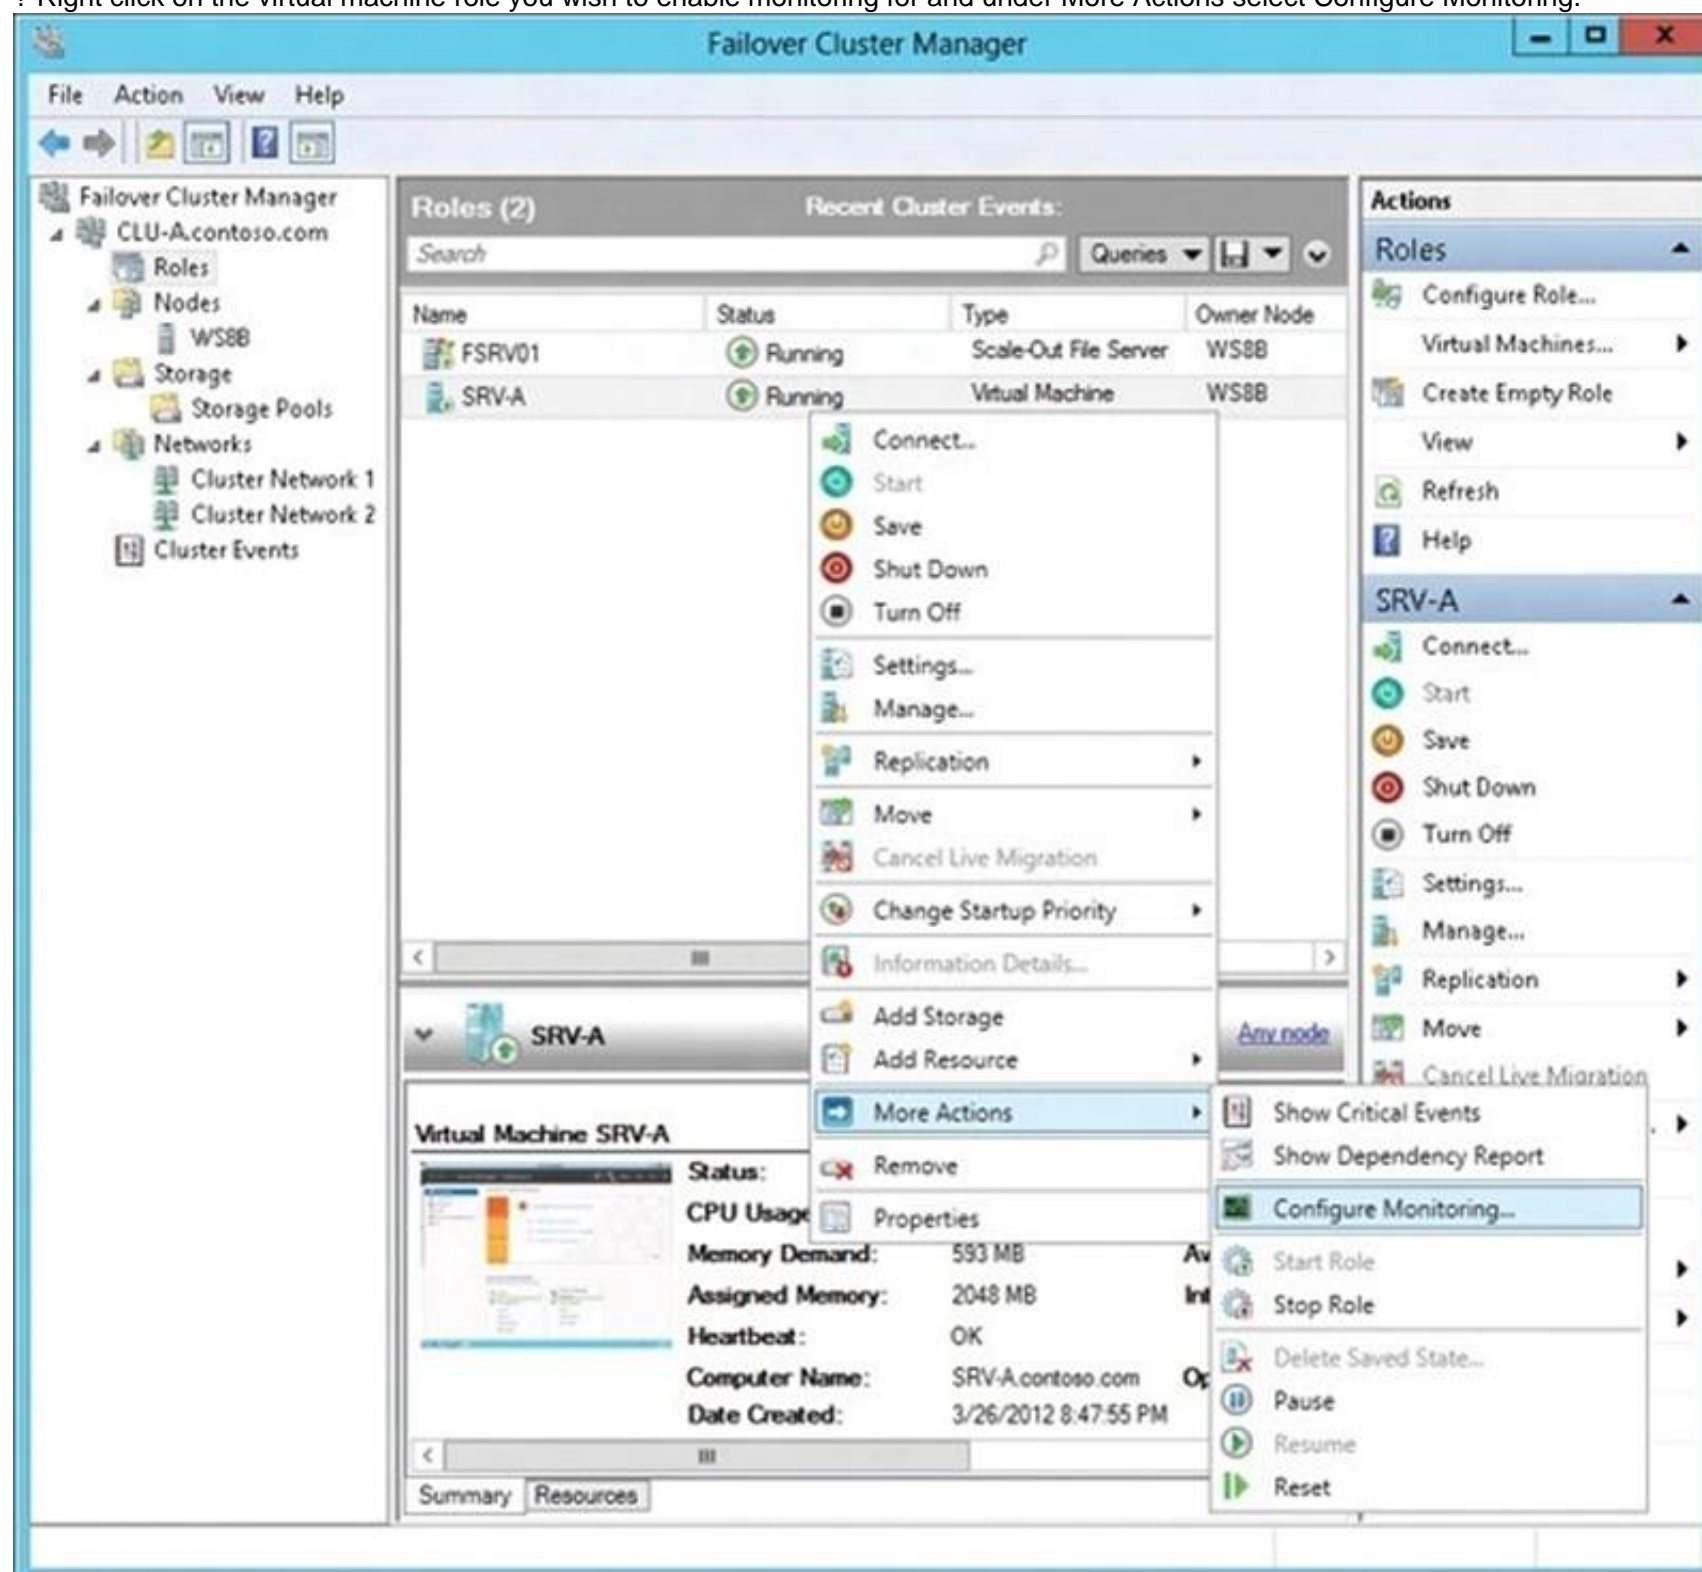 ? Right click on the virtual machine role you wish to enable monitoring for and under More Actions select Configure Monitoring.
Failover Cluster Manager
File Action View Help
Failover Cluster Manager
CLU-A.contoso.com
Roles
Nodes
WS8B
Storage
Storage Pools
Networks
Cluster Network 1
Cluster Network 2
Cluster Events
Roles (2) Recent Cluster Events:
Search Queries
Name Status Type Owner Node
FSRV01 Running Scale-Out File Server WS8B
SRV-A Running Virtual Machine WS8B
Connect...
Start
Save
Shut Down
Turn Off
Settings...
Manage...
Replication
Move
Cancel Live Migration
Change Startup Priority
Information Details...
Add Storage
Add Resource
More Actions
Remove
Properties
Show Critical Events
Show Dependency Report
Configure Monitoring...
Start Role
Stop Role
Delete Saved State...
Pause
Resume
Reset
SRV-A Any node
Virtual Machine SRV-A
Status:
CPU Usage
Memory Demand: 593 MB Av
Assigned Memory: 2048 MB Int
Heartbeat: OK
Computer Name: SRV-A.contoso.com Op
Date Created: 3/26/2012 8:47:55 PM
Summary Resources
Actions
Roles
Configure Role...
Virtual Machines...
Create Empty Role
View
Refresh
Help
SRV-A
Connect...
Start
Save
Shut Down
Turn Off
Settings...
Manage...
Replication
Move
Cancel Live Migration